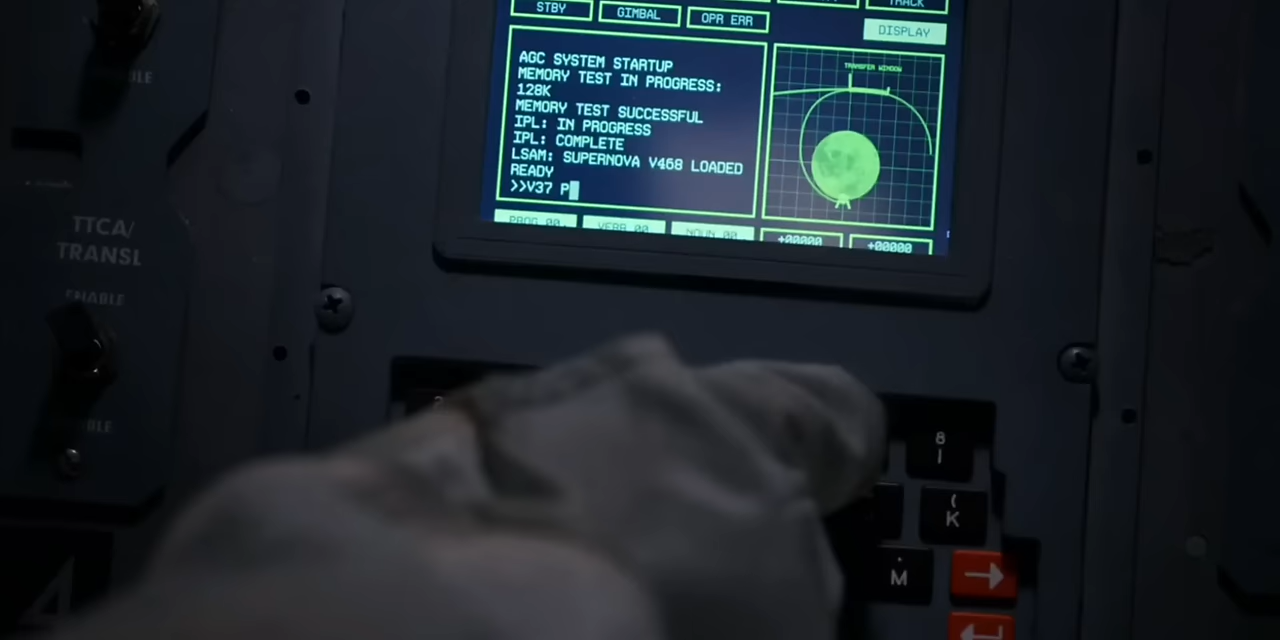 TRACK
STBY
GIMBAL
OPR ERR
DISPLAY
AGC SYSTEM STARTUP
MEMORY TEST IN PROGRESS:
128K
MEMORY TEST SUCCESSFUL
IPL: IN PROGRESS
IPL: COMPLETE
LSAM: SUPERNOVA V468 LOADED
READY
>>V37 P
TRANSFER WINDOW
PROG 00.
VERB 00
NOUN 00
+00000
+00000
TTCA/
TRANSL
ENABLE
8
(
K
M